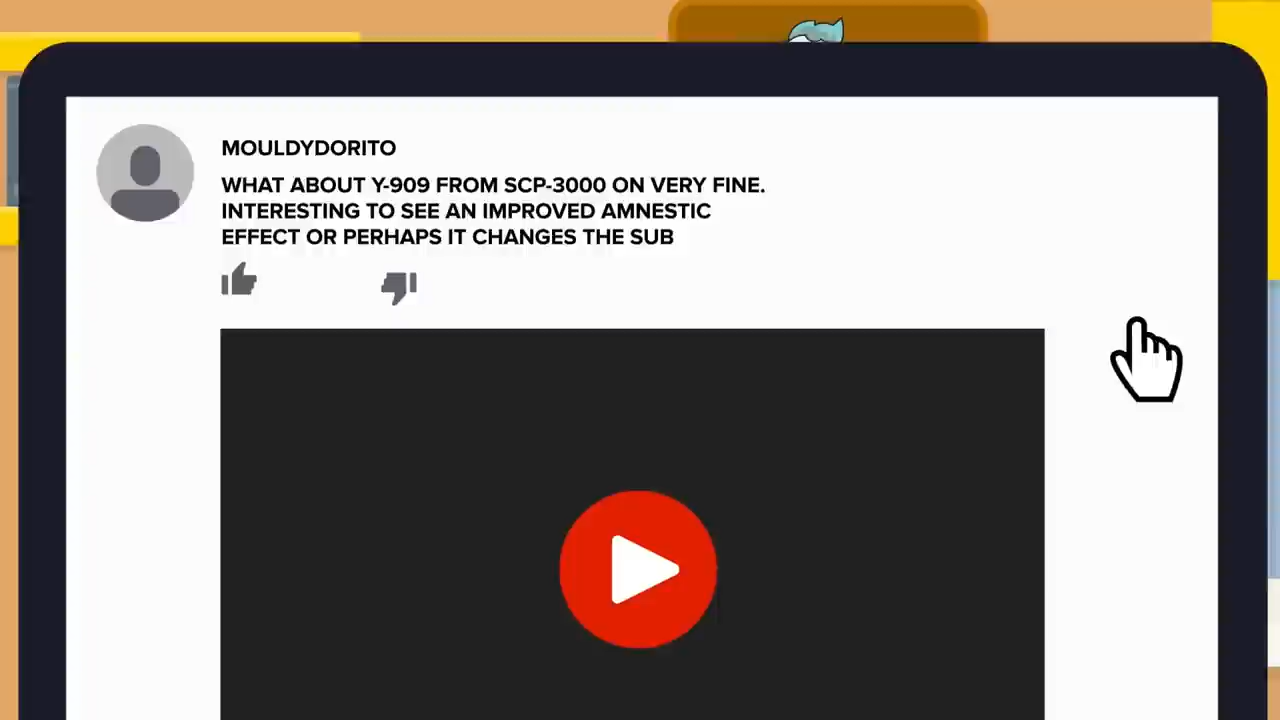 MOULDYDORITO
WHAT ABOUT Y-909 FROM SCP-3000 ON VERY FINE.
INTERESTING TO SEE AN IMPROVED AMNESTIC
EFFECT OR PERHAPS IT CHANGES THE SUB